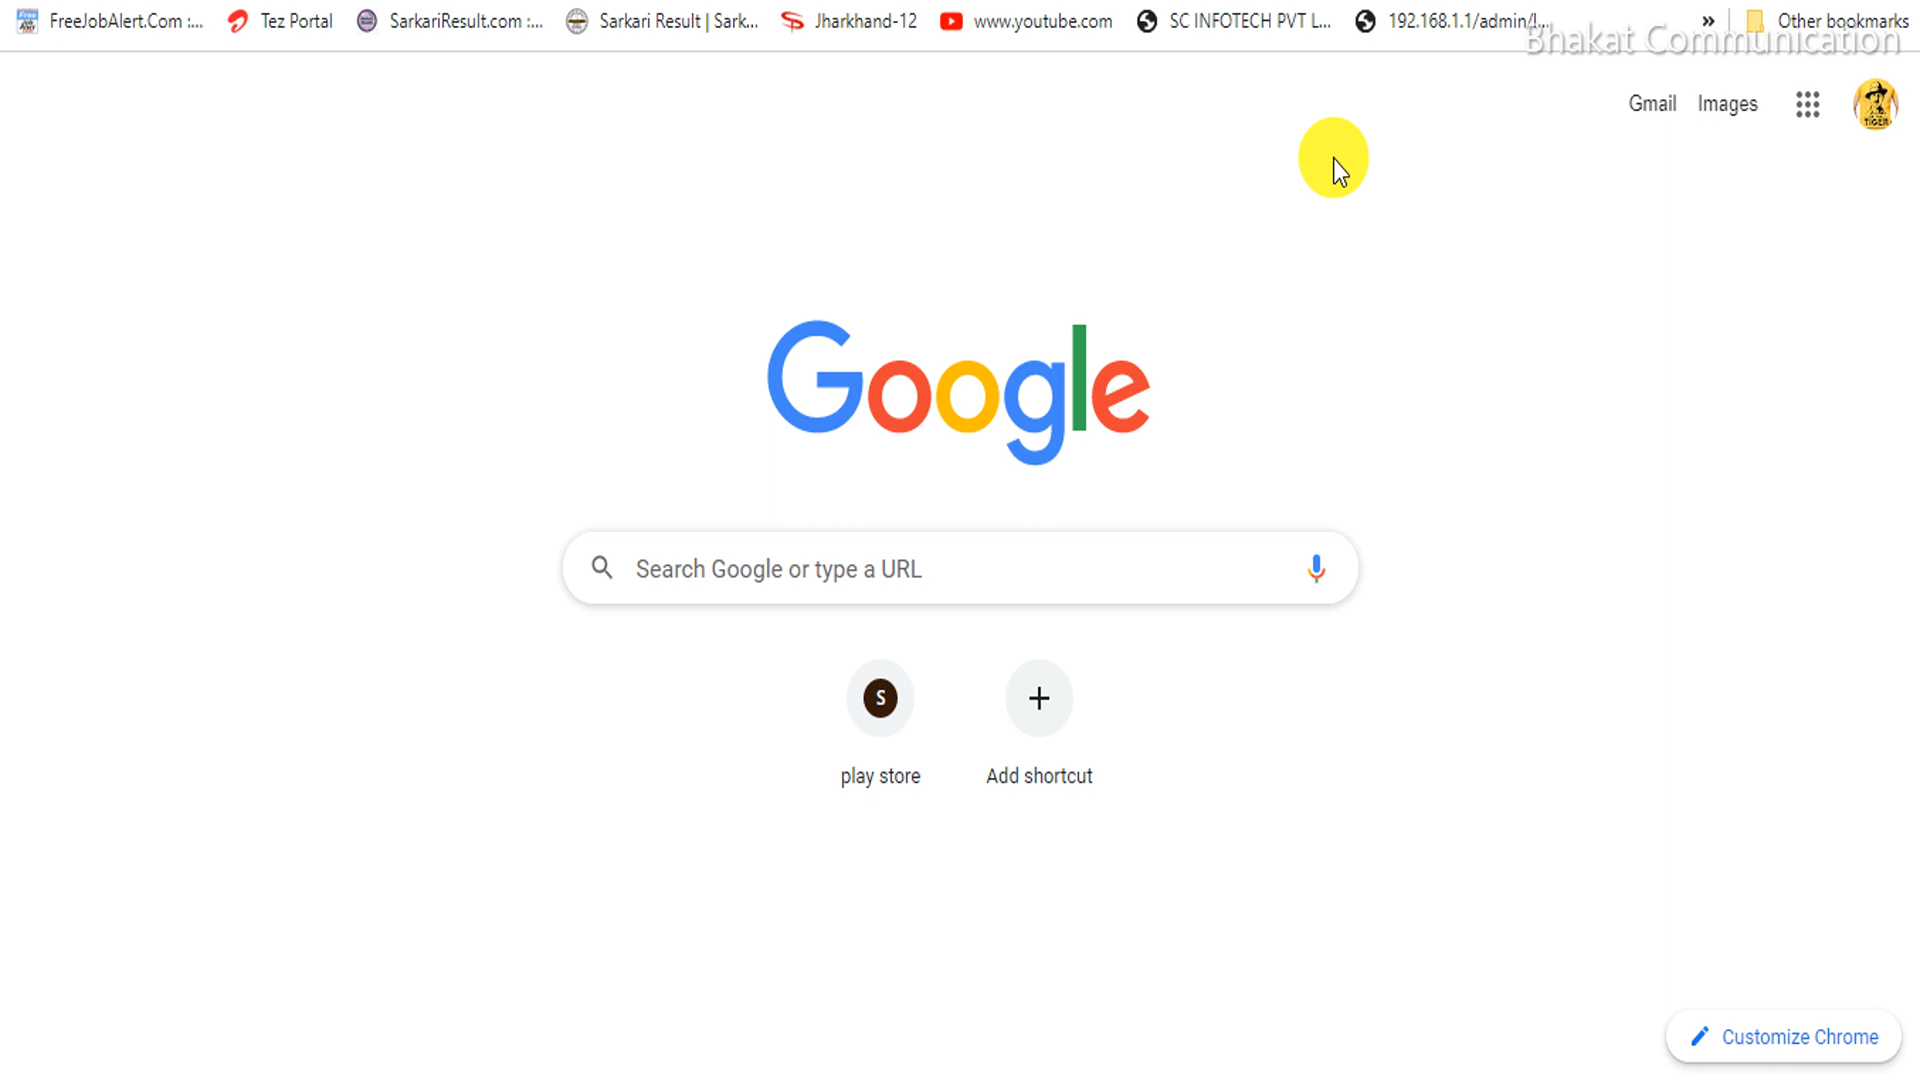 FreeJobAlert.Com :... Tez Portal SarkariResult.com :... Sarkari Result | Sark... Jharkhand-12 www.youtube.com SC INFOTECH PVT L... 192.168.1.1/admin/l... » Other bookmarks
Bhakat Communication
Gmail Images
TIGER
Google
Search Google or type a URL
S
play store Add shortcut
Customize Chrome